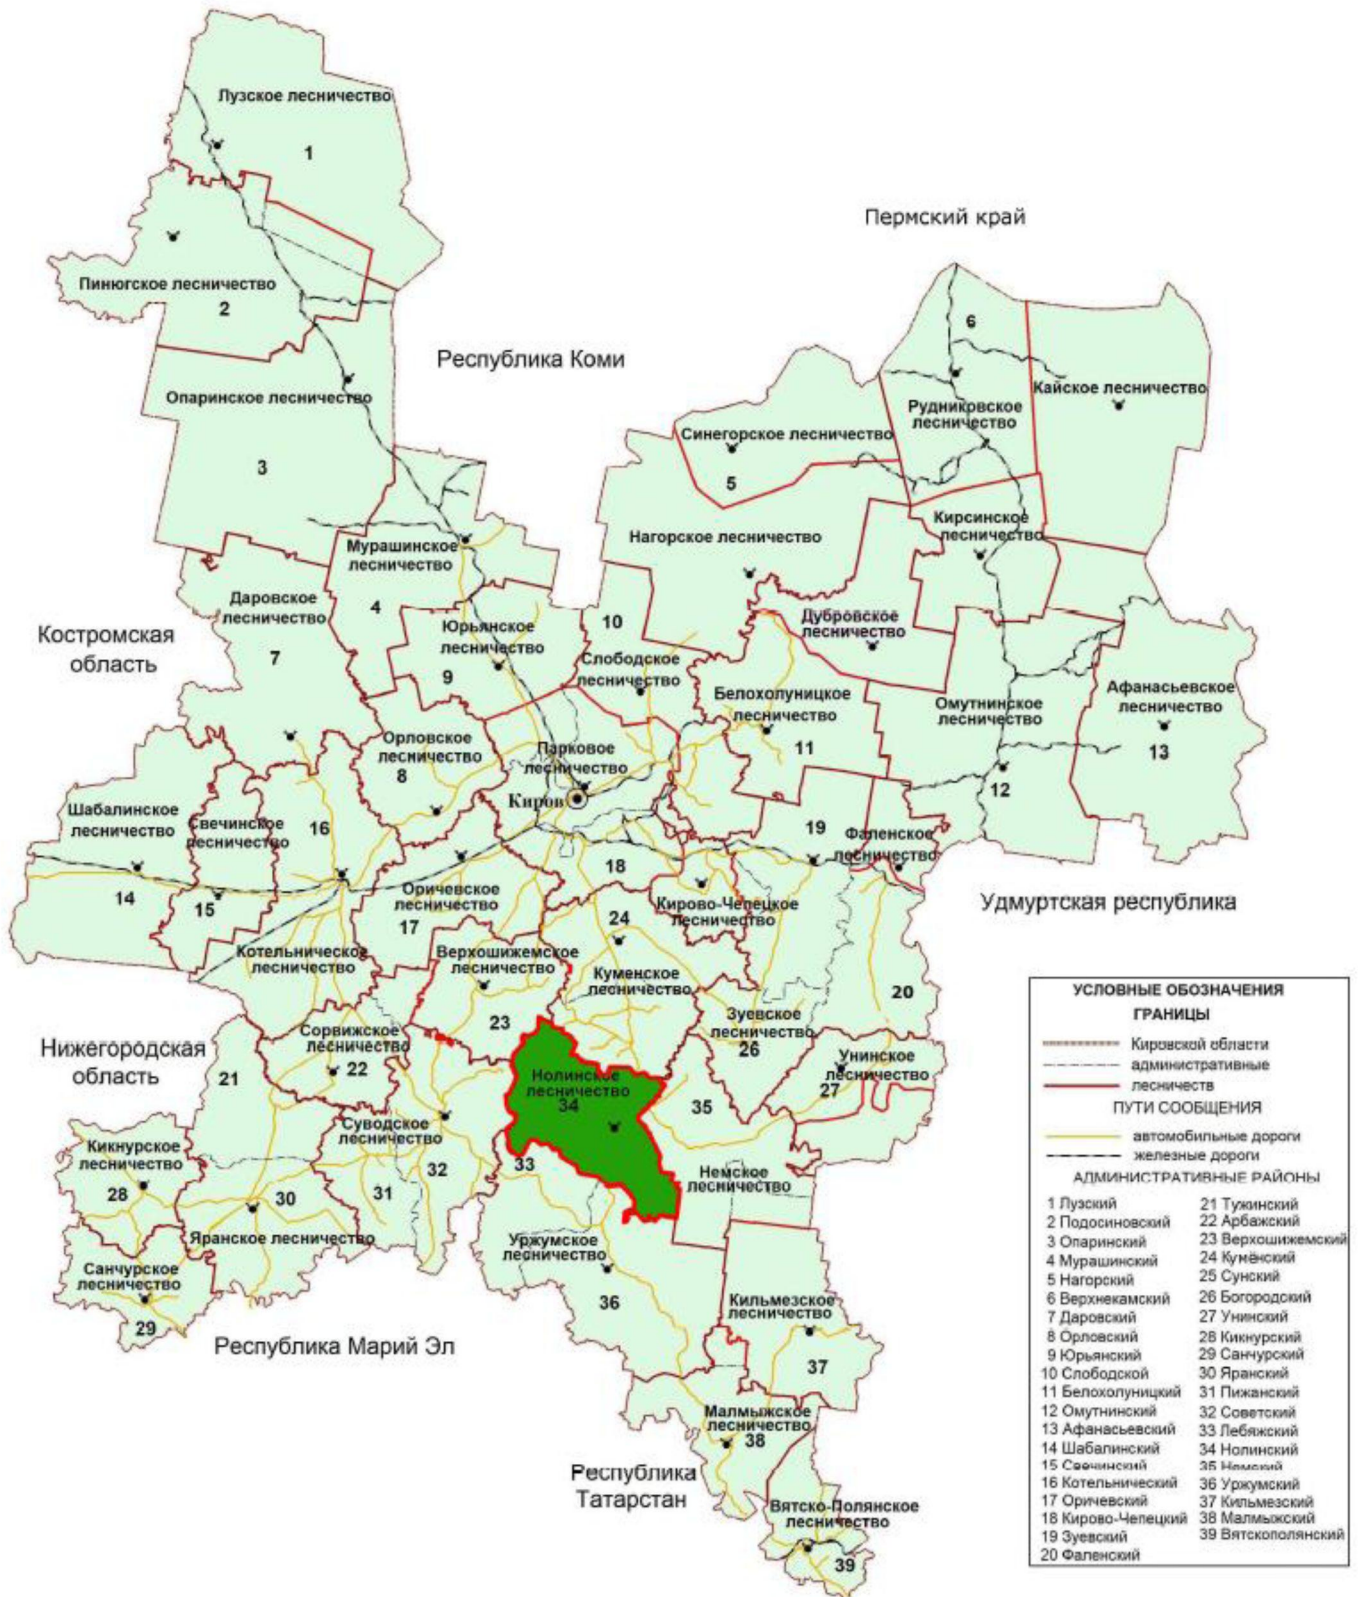 Лузское лесничество
1
Пермский край
Пинюгское лесничество
2
6
Республика Коми
Опаринское лесничество
Кайское лесничество
Рудниковское
лесничество
Синегорское лесничество
3
5
Кирсинское
лесничество
Нагорское лесничество
Мурашинское
лесничество
Даровское
лесничество
4
10
Дубровское
лесничество
Костромская
область
Юрьянское
лесничество
7
9
Слободское
лесничество
Белохолуницкое
лесничество
Афанасьевское
лесничество
Омутнинское
лесничество
Орловское
лесничество
8
Парковое
лесничество
11
13
Киров
12
Шабалинское
лесничество
Свечинское
лесничество
16
19
Фаленское
лесничество
18
14
15
Оричевское
лесничество
17
24
Кирово-Чепецкое
лесничество
Удмуртская республика
Котельническое
лесничество
Верхошижемское
лесничество
Куменское
лесничество
20
23
Зуевское
лесничество
26
Сорвижское
лесничество
22
Нижегородская
область
21
Унинское
лесничество
27
Нолинское
лесничество
34
35
Суводское
лесничество
Кикнурское
лесничество
28
33
32
31
30
Немское
лесничество
Яранское лесничество
Уржумское
лесничество
Санчурское
лесничество
29
36
Кильмезское
лесничество
37
Республика Марий Эл
Малмыжское
лесничество
38
Республика
Татарстан
Вятско-Полянское
лесничество
39
УСЛОВНЫЕ ОБОЗНАЧЕНИЯ
ГРАНИЦЫ
Кировской области
административные
лесничеств
ПУТИ СООБЩЕНИЯ
автомобильные дороги
железные дороги
АДМИНИСТРАТИВНЫЕ РАЙОНЫ
1 Лузский
2 Подосиновский
3 Опаринский
4 Мурашинский
5 Нагорский
6 Верхнекамский
7 Даровский
8 Орловский
9 Юрьянский
10 Слободской
11 Белохолуницкий
12 Омутнинский
13 Афанасьевский
14 Шабалинский
15 Свечинский
16 Котельнический
17 Оричевский
18 Кирово-Чепецкий
19 Зуевский
20 Фаленский
21 Тужинский
22 Арбажский
23 Верхошижемский
24 Кумёнский
25 Сунский
26 Богородский
27 Унинский
28 Кикнурский
29 Санчурский
30 Яранский
31 Пижанский
32 Советский
33 Лебяжский
34 Нолинский
35 Немский
36 Уржумский
37 Кильмезский
38 Малмыжский
39 Вятскополянский